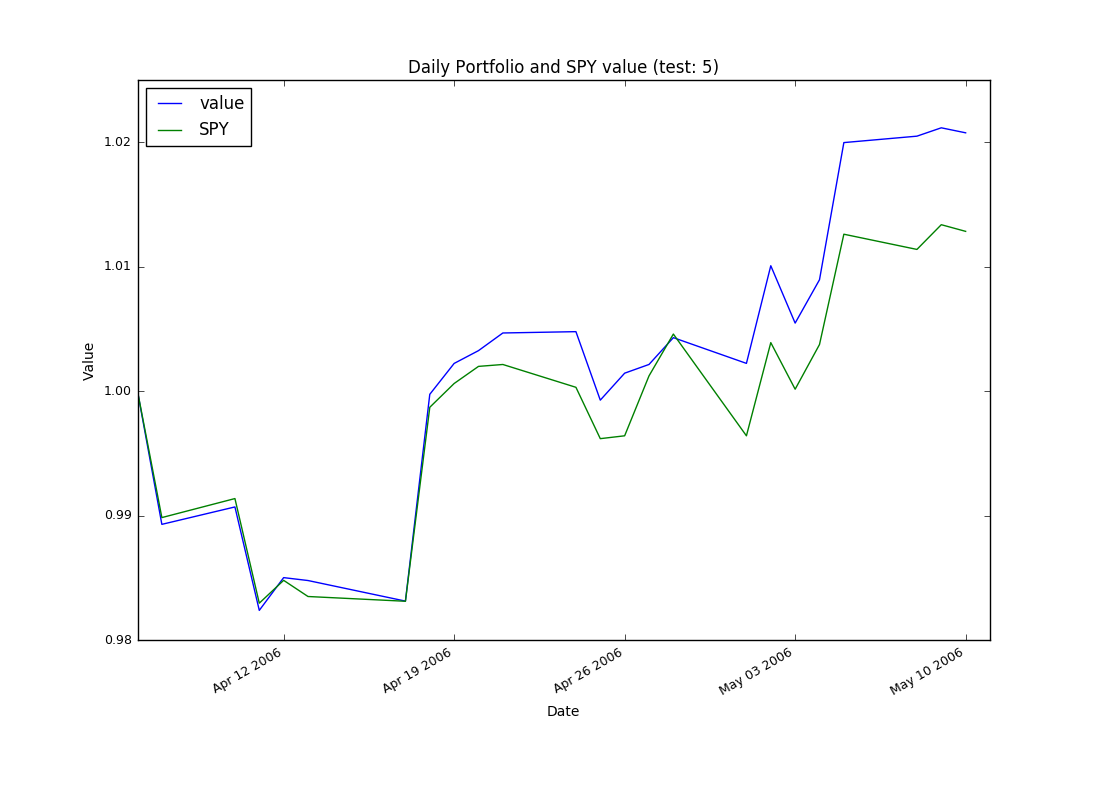 Daily Portfolio and SPY value (test: 5)
value
SPY
1.02
1.01
1.00
0.99
0.98
Value
Apr 12 2006
Apr 19 2006
Apr 26 2006
May 03 2006
May 10 2006
Date